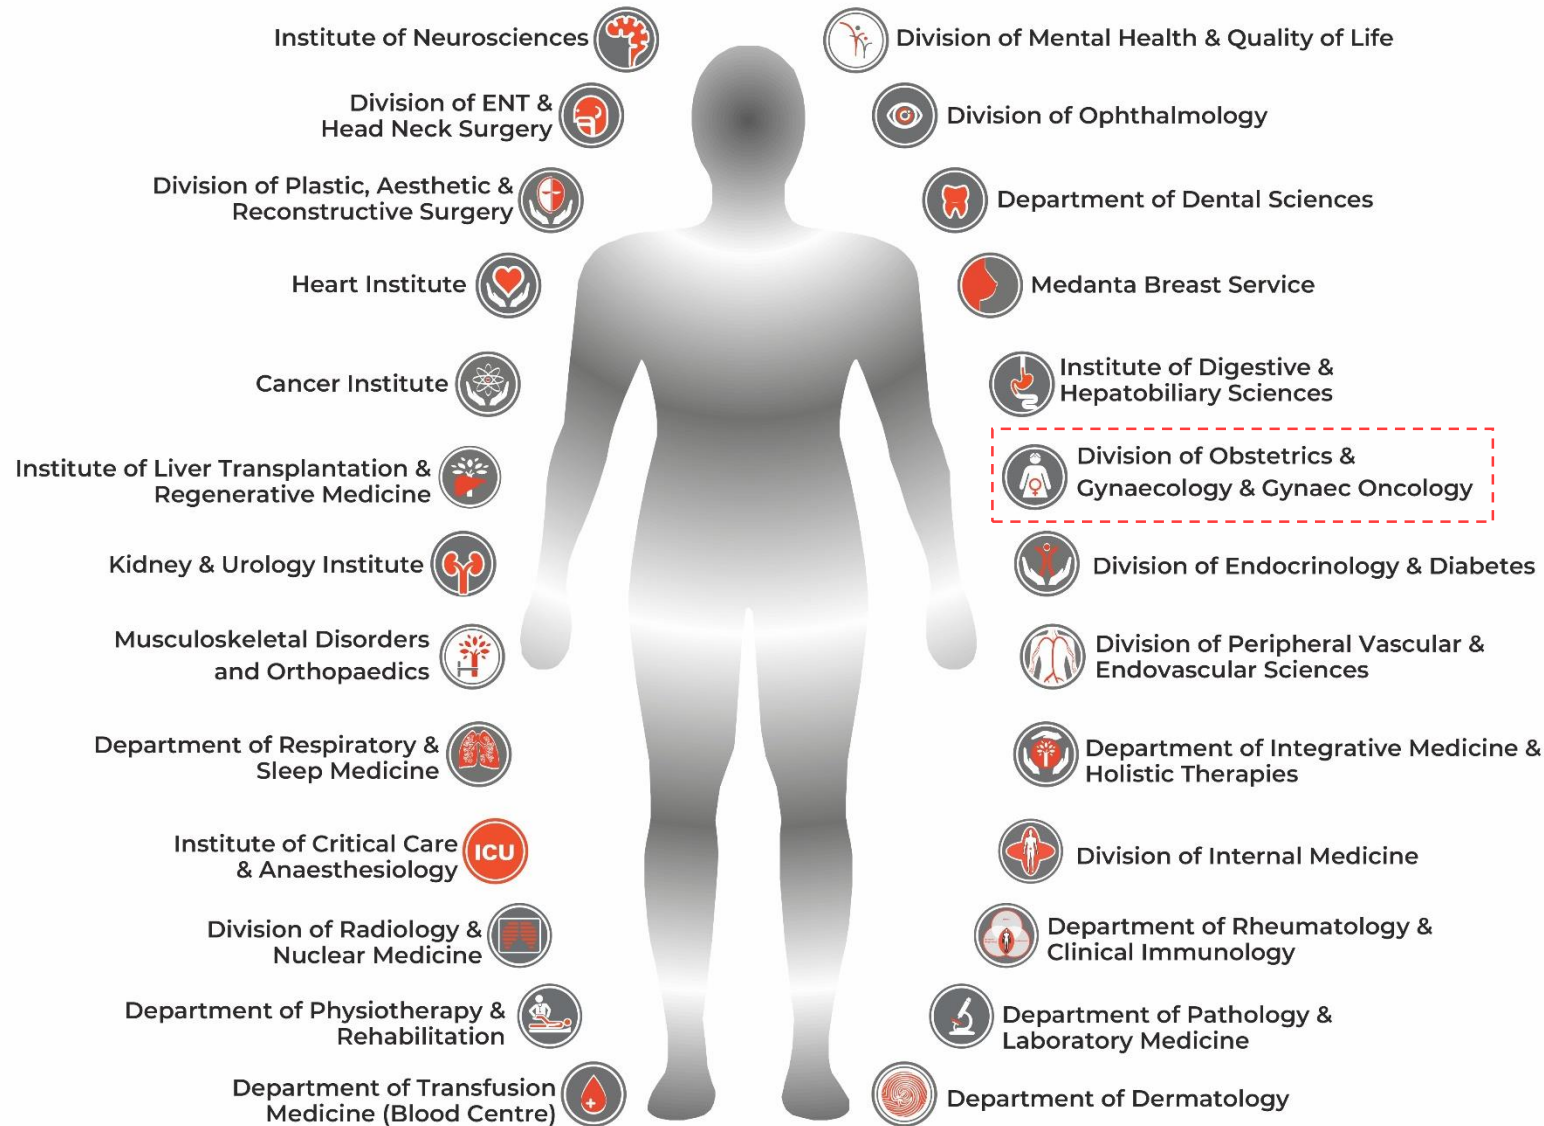 Institute of Neurosciences
Division of ENT &
Head Neck Surgery
Division of Plastic, Aesthetic &
Reconstructive Surgery
Heart Institute
Cancer Institute
Institute of Liver Transplantation &
Regenerative Medicine
Kidney & Urology Institute
Musculoskeletal Disorders
and Orthopaedics
Department of Respiratory &
Sleep Medicine
Institute of Critical Care
& Anaesthesiology
ICU
Division of Radiology &
Nuclear Medicine
Department of Physiotherapy &
Rehabilitation
Department of Transfusion
Medicine (Blood Centre)
Division of Mental Health & Quality of Life
Division of Ophthalmology
Department of Dental Sciences
Medanta Breast Service
Institute of Digestive &
Hepatobiliary Sciences
Division of Obstetrics &
Gynaecology & Gynaec Oncology
Division of Endocrinology & Diabetes
Division of Peripheral Vascular &
Endovascular Sciences
Department of Integrative Medicine &
Holistic Therapies
Division of Internal Medicine
Department of Rheumatology &
Clinical Immunology
Department of Pathology &
Laboratory Medicine
Department of Dermatology